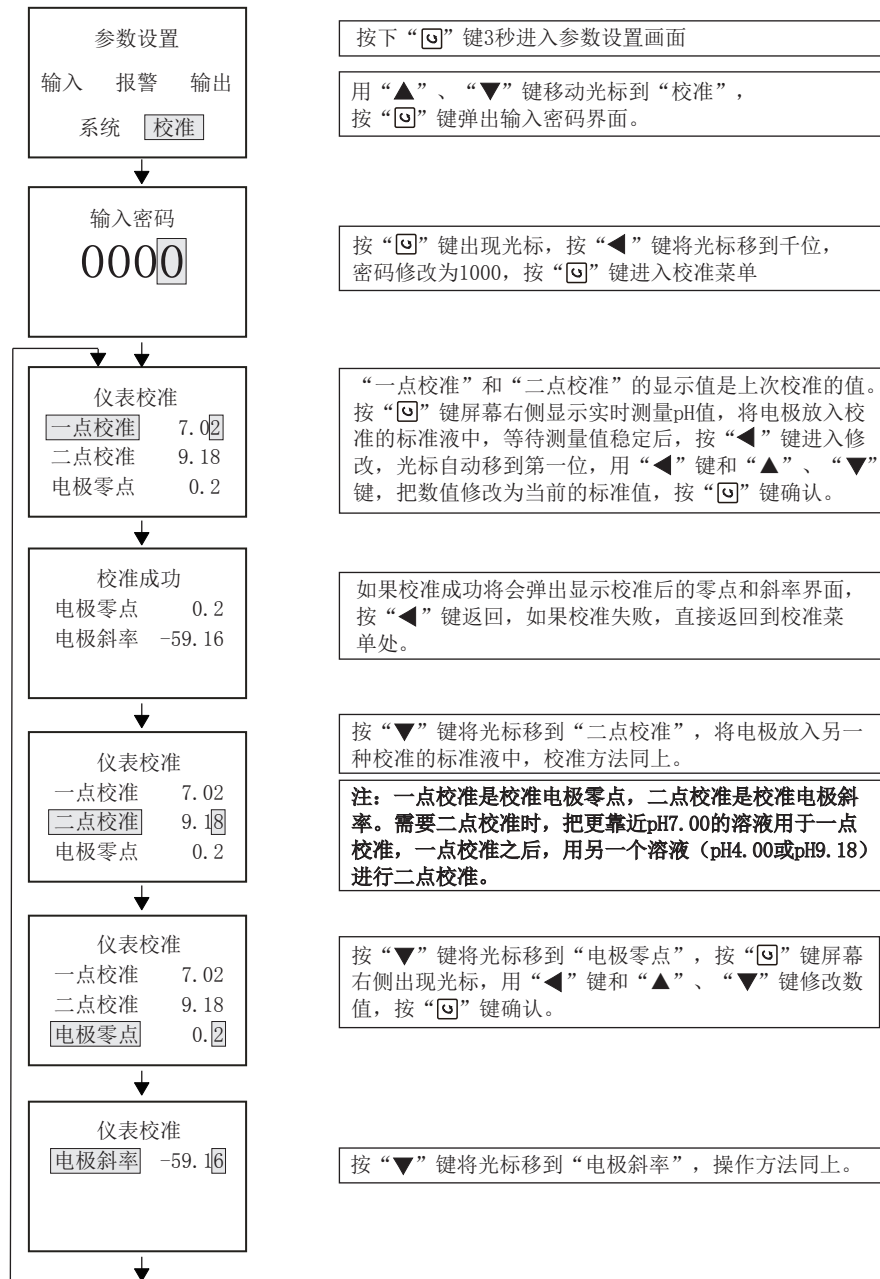 参数设置
输入 报警 输出
系统 校准
按下“”键3秒进入参数设置画面
用“▲”、“▼”键移动光标到“校准”，
按“”键弹出输入密码界面。
输入密码
0000
按“”键出现光标，按“◀”键将光标移到千位，
密码修改为1000，按“”键进入校准菜单
仪表校准
一点校准 7.02
二点校准 9.18
电极零点 0.2
“一点校准”和“二点校准”的显示值是上次校准的值。
按“”键屏幕右侧显示实时测量pH值，将电极放入校
准的标准液中，等待测量值稳定后，按“◀”键进入修
改，光标自动移到第一位，用“◀”键和“▲”、“▼”
键，把数值修改为当前的标准值，按“”键确认。
校准成功
电极零点 0.2
电极斜率 -59.16
如果校准成功将会弹出显示校准后的零点和斜率界面，
按“◀”键返回，如果校准失败，直接返回到校准菜
单处。
仪表校准
一点校准 7.02
二点校准 9.18
电极零点 0.2
按“▼”键将光标移到“二点校准”，将电极放入另一
种校准的标准液中，校准方法同上。
注：一点校准是校准电极零点，二点校准是校准电极斜
率。需要二点校准时，把更靠近pH7.00的溶液用于一点
校准，一点校准之后，用另一个溶液（pH4.00或pH9.18）
进行二点校准。
仪表校准
一点校准 7.02
二点校准 9.18
电极零点 0.2
按“▼”键将光标移到“电极零点”，按“”键屏幕
右侧出现光标，用“◀”键和“▲”、“▼”键修改数
值，按“”键确认。
仪表校准
电极斜率 -59.16
按“▼”键将光标移到“电极斜率”，操作方法同上。